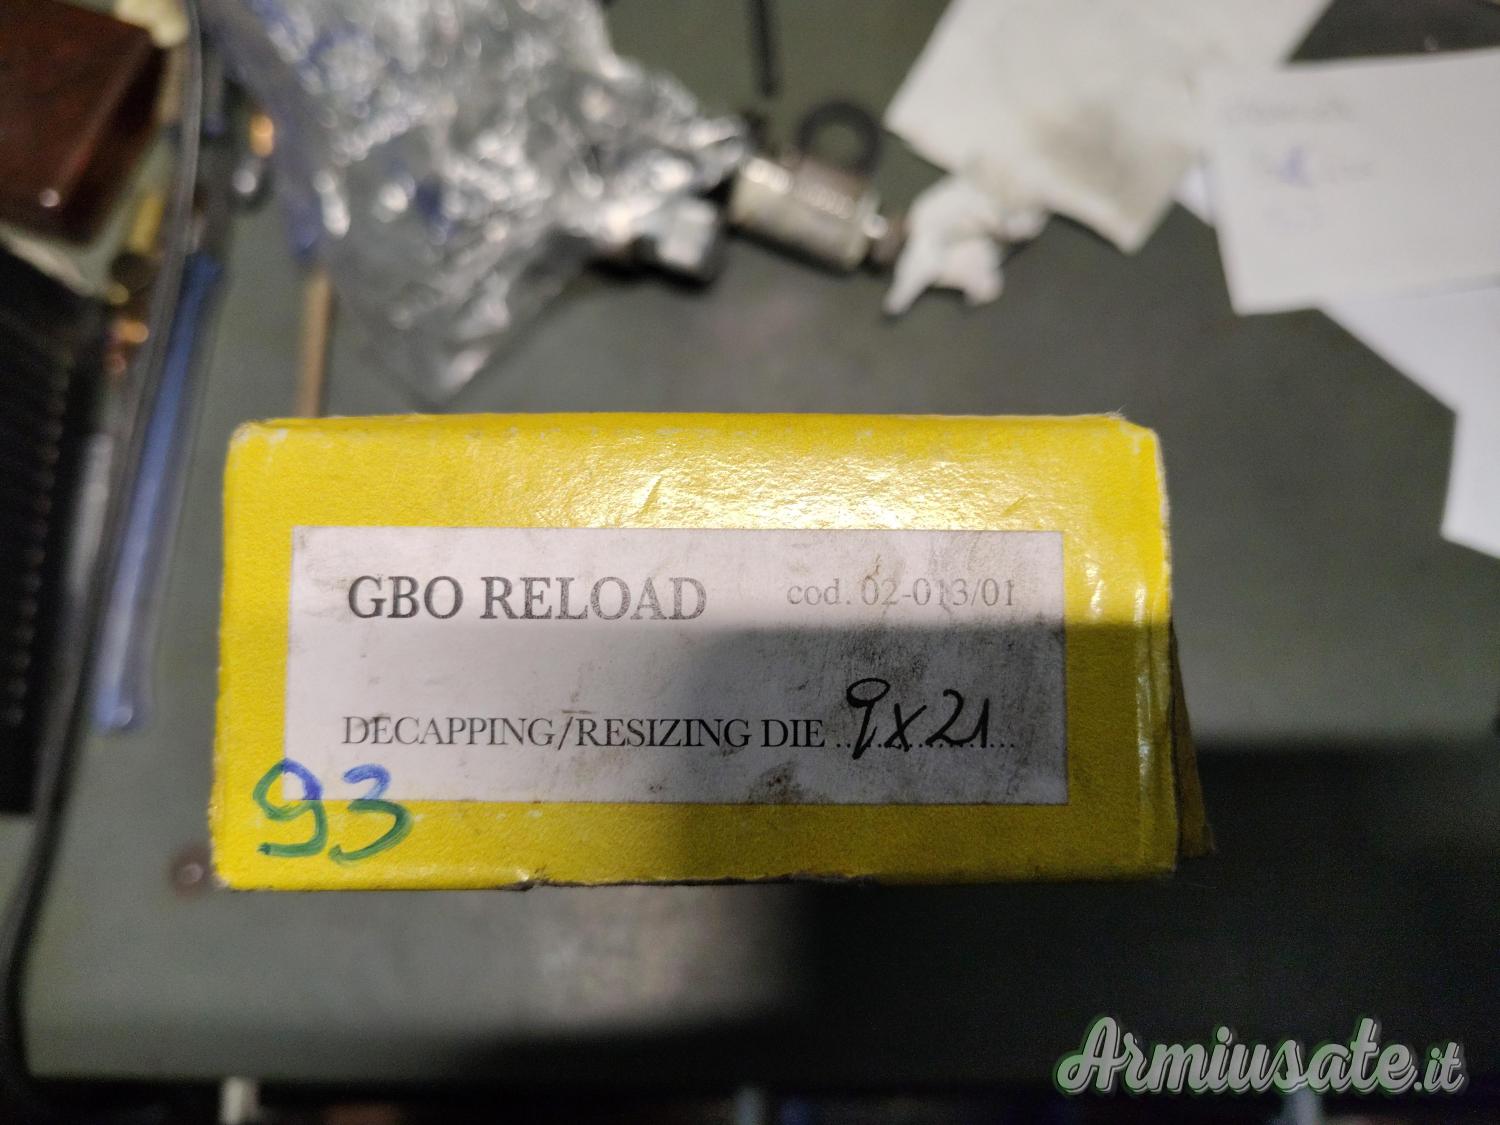 GBO RELOAD cod. 02-013/01
DECAPPING/RESIZING DIE ................. 9x21
93
Armiusate.it